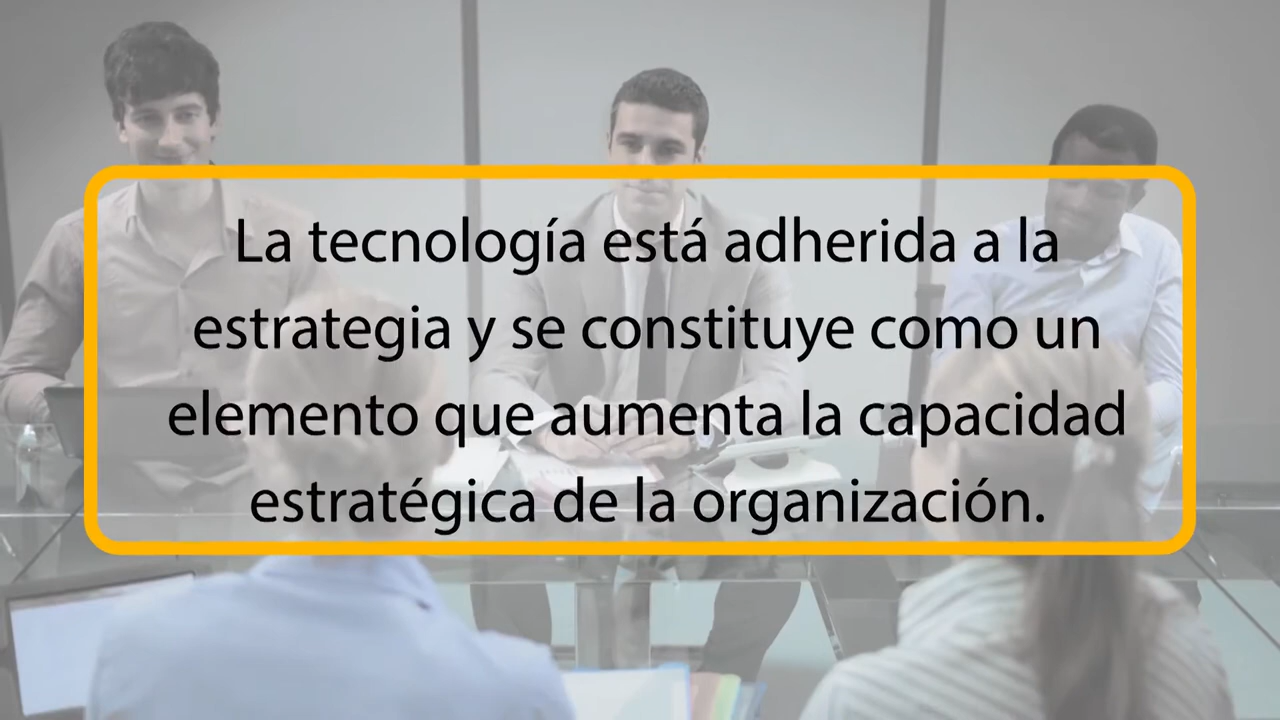 La tecnología está adherida a la
estrategia y se constituye como un
elemento que aumenta la capacidad
estratégica de la organización.